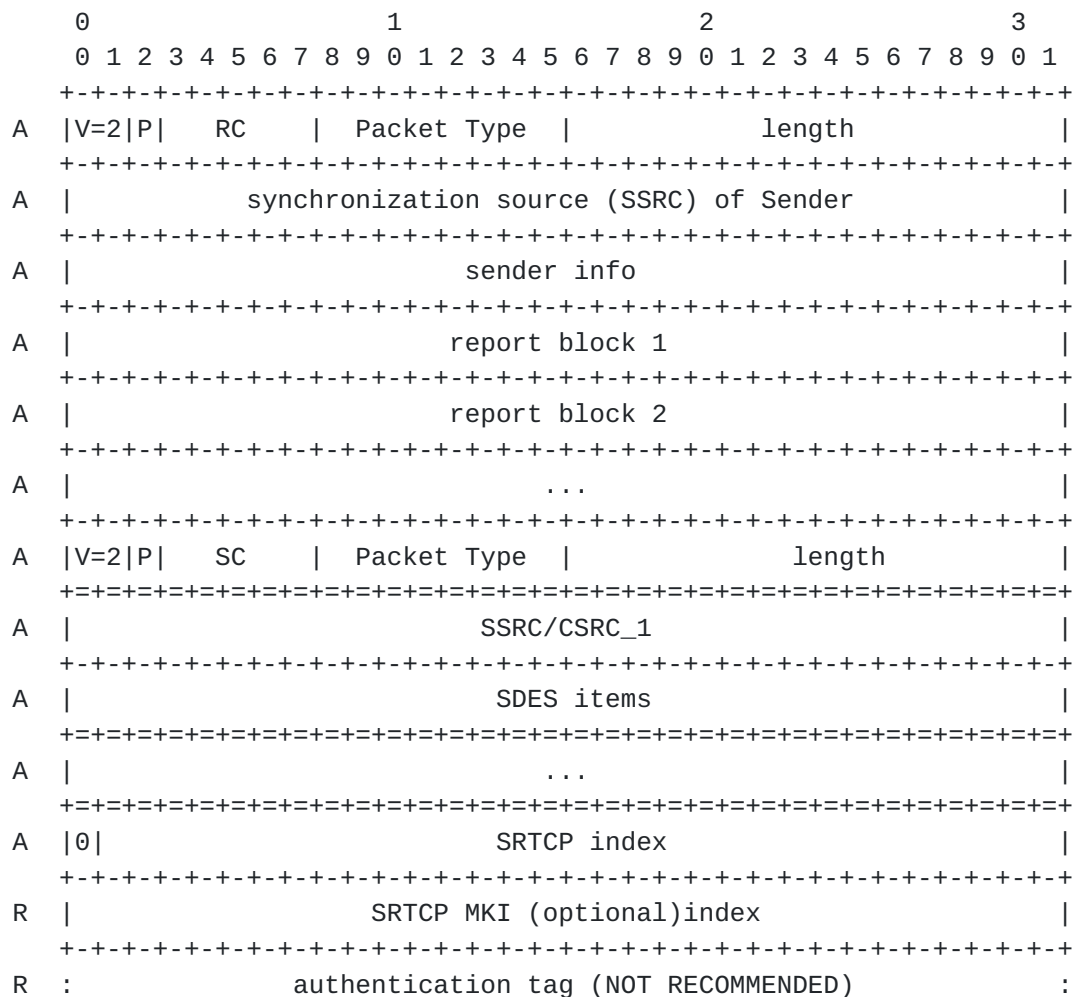 0                   1                   2                   3
     0 1 2 3 4 5 6 7 8 9 0 1 2 3 4 5 6 7 8 9 0 1 2 3 4 5 6 7 8 9 0 1
    +-+-+-+-+-+-+-+-+-+-+-+-+-+-+-+-+-+-+-+-+-+-+-+-+-+-+-+-+-+-+-+-+
A   |V=2|P|   RC    |  Packet Type  |            length             |
    +-+-+-+-+-+-+-+-+-+-+-+-+-+-+-+-+-+-+-+-+-+-+-+-+-+-+-+-+-+-+-+-+
A   |           synchronization source (SSRC) of Sender             |
    +-+-+-+-+-+-+-+-+-+-+-+-+-+-+-+-+-+-+-+-+-+-+-+-+-+-+-+-+-+-+-+-+
A   |                         sender info                           |
    +-+-+-+-+-+-+-+-+-+-+-+-+-+-+-+-+-+-+-+-+-+-+-+-+-+-+-+-+-+-+-+-+
A   |                        report block 1                         |
    +-+-+-+-+-+-+-+-+-+-+-+-+-+-+-+-+-+-+-+-+-+-+-+-+-+-+-+-+-+-+-+-+
A   |                        report block 2                         |
    +-+-+-+-+-+-+-+-+-+-+-+-+-+-+-+-+-+-+-+-+-+-+-+-+-+-+-+-+-+-+-+-+
A   |                              ...                              |
    +-+-+-+-+-+-+-+-+-+-+-+-+-+-+-+-+-+-+-+-+-+-+-+-+-+-+-+-+-+-+-+-+
A   |V=2|P|   SC    |  Packet Type  |              length           |
    +=+=+=+=+=+=+=+=+=+=+=+=+=+=+=+=+=+=+=+=+=+=+=+=+=+=+=+=+=+=+=+=+
A   |                          SSRC/CSRC_1                          |
    +-+-+-+-+-+-+-+-+-+-+-+-+-+-+-+-+-+-+-+-+-+-+-+-+-+-+-+-+-+-+-+-+
A   |                           SDES items                          |
    +=+=+=+=+=+=+=+=+=+=+=+=+=+=+=+=+=+=+=+=+=+=+=+=+=+=+=+=+=+=+=+=+
A   |                              ...                              |
    +=+=+=+=+=+=+=+=+=+=+=+=+=+=+=+=+=+=+=+=+=+=+=+=+=+=+=+=+=+=+=+=+
A   |0|                         SRTCP index                         |
    +-+-+-+-+-+-+-+-+-+-+-+-+-+-+-+-+-+-+-+-+-+-+-+-+-+-+-+-+-+-+-+-+
R   |                   SRTCP MKI (optional)index                   |
    +-+-+-+-+-+-+-+-+-+-+-+-+-+-+-+-+-+-+-+-+-+-+-+-+-+-+-+-+-+-+-+-+
R   :              authentication tag (NOT RECOMMENDED)             :